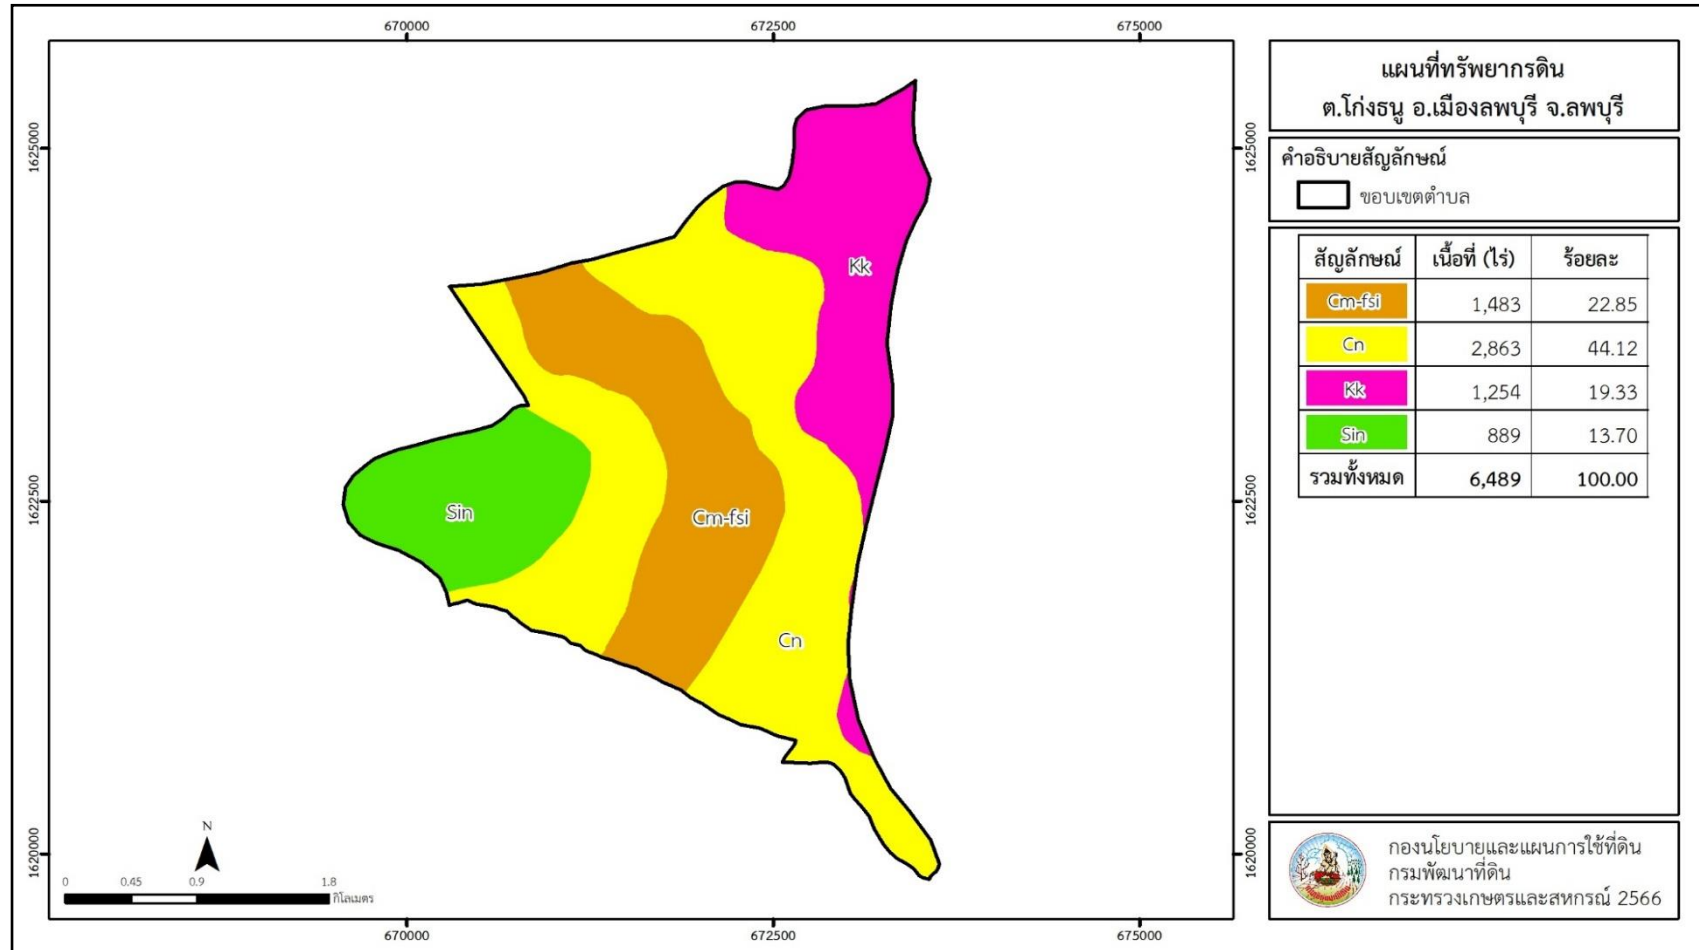 670000
672500
675000
แผนที่ทรัพยากรดิน
ต.โก่งธนู อ.เมืองลพบุรี จ.ลพบุรี
คำอธิบายสัญลักษณ์
ขอบเขตตำบล
สัญลักษณ์ เนื้อที่ (ไร่) ร้อยละ
Cm-fsi 1,483 22.85
Cn 2,863 44.12
Kk 1,254 19.33
Sin 889 13.70
รวมทั้งหมด 6,489 100.00
1625000
1625000
Kk
1622500
Sin
Cm-fsi
1622500
Cn
1620000
1620000
N
0 0.45 0.9 1.8
กิโลเมตร
670000
672500
675000
กองนโยบายและแผนการใช้ที่ดิน
กรมพัฒนาที่ดิน
กระทรวงเกษตรและสหกรณ์ 2566